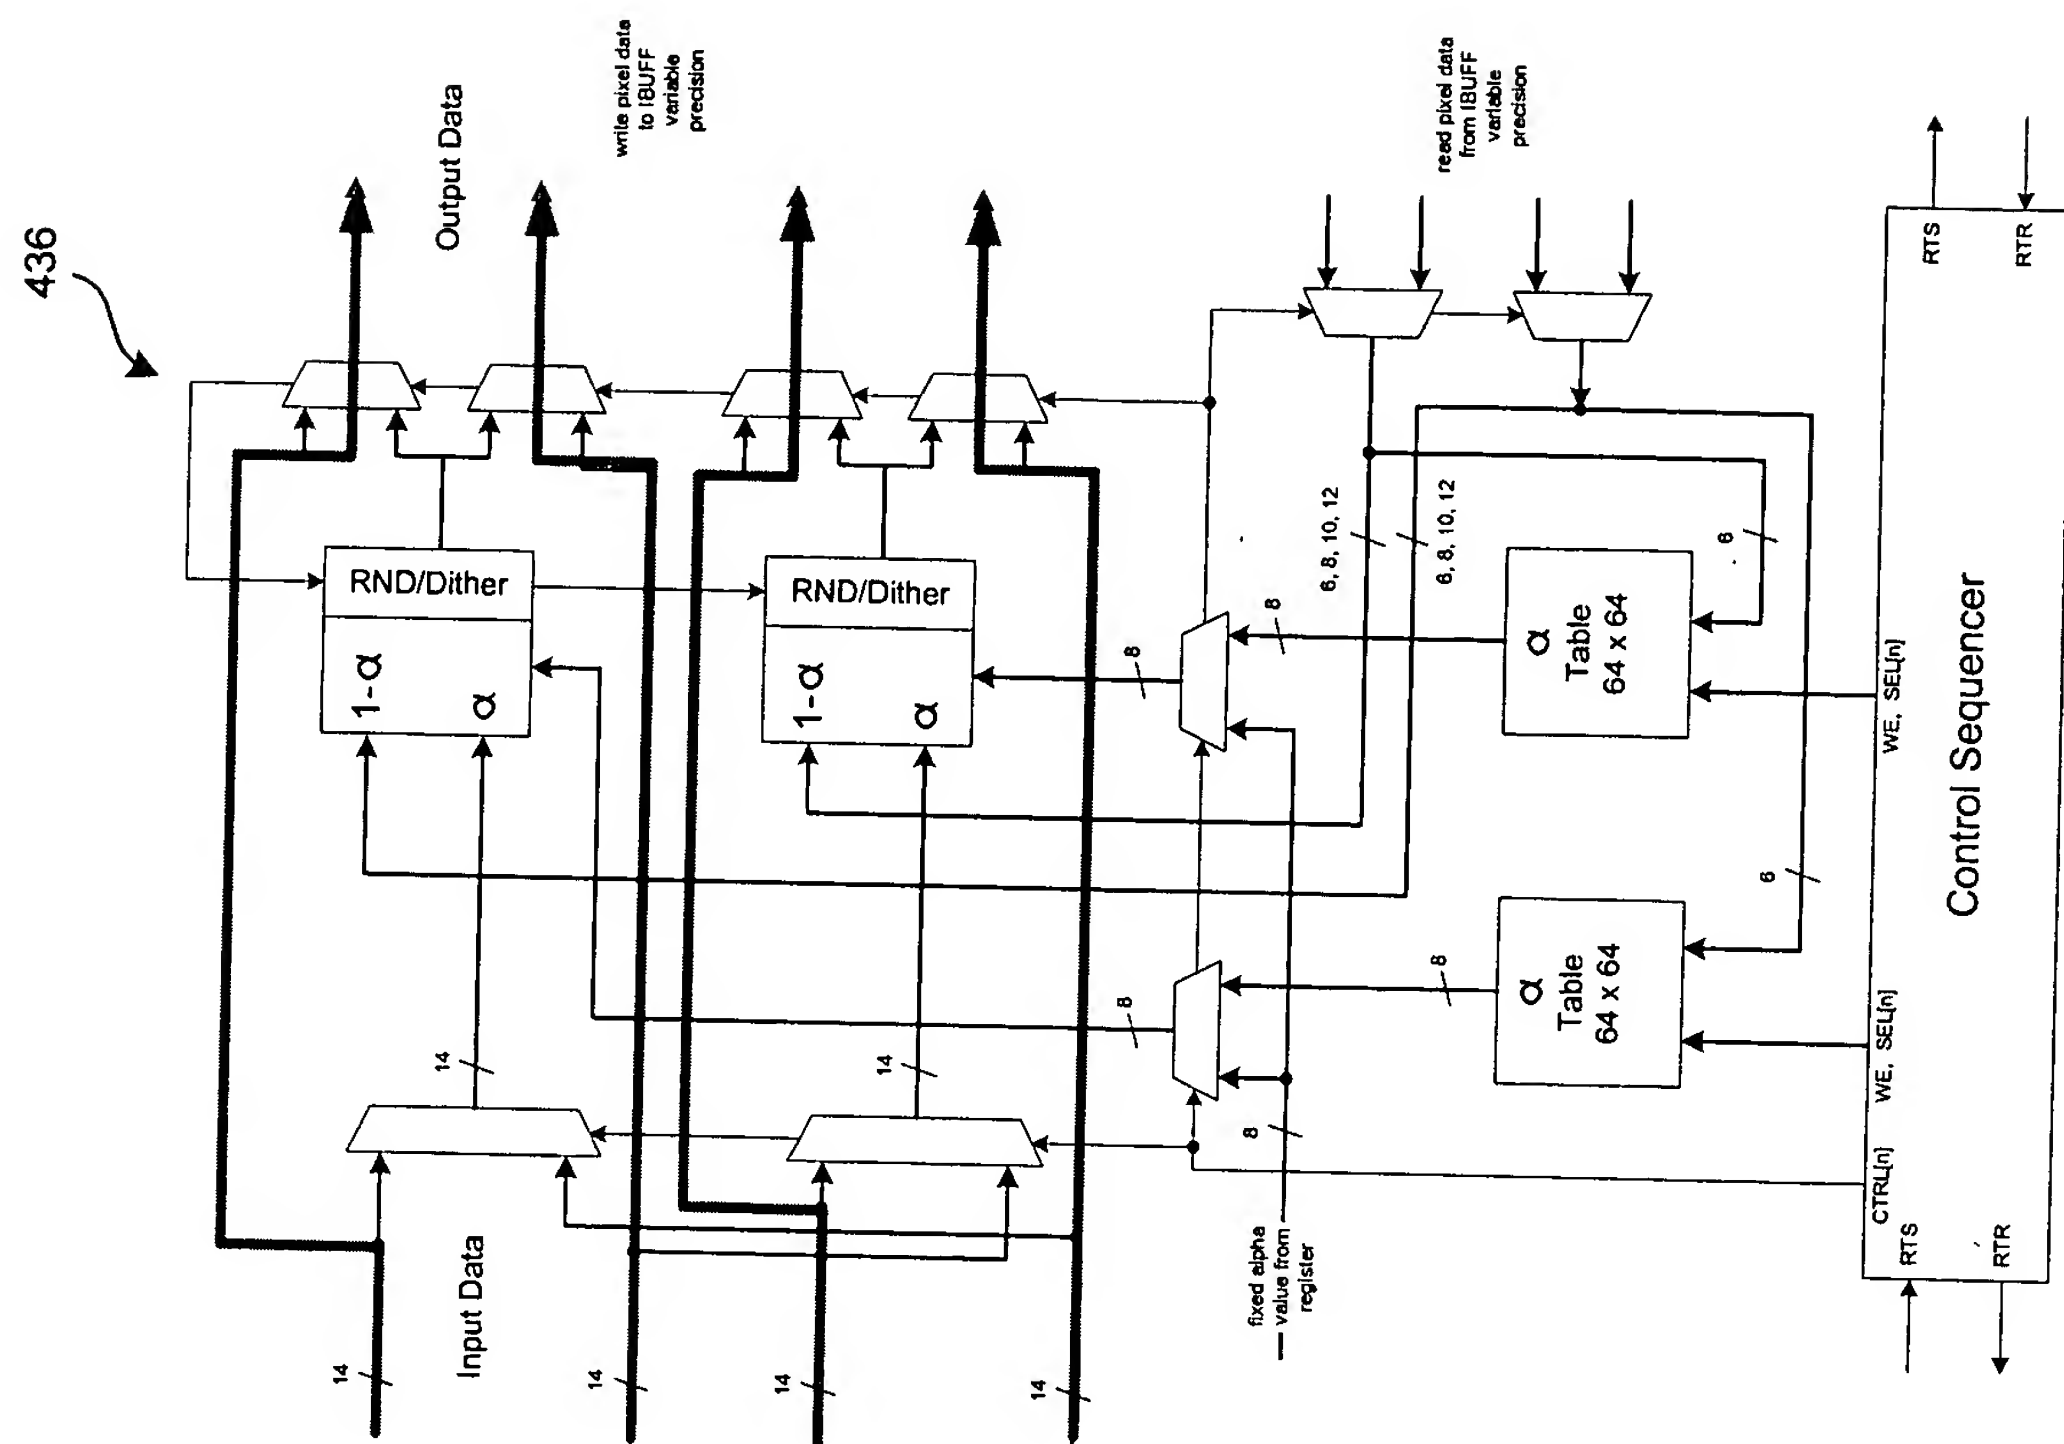 436
Output Data
write pixel data
to IBUFF
variable
precision
read pixel data
from IBUFF
variable
precision
RND/Dither
1-α
α
RND/Dither
1-α
α
6, 8, 10, 12
6, 8, 10, 12
8
8
6
α
Table
64 x 64
8
8
6
α
Table
64 x 64
14
14
8
Input Data
14
14
14
14
fixed alpha
value from
register
RTS
RTR
WE, SEL[n]
Control Sequencer
WE, SEL[n]
CTRL[n]
RTS
RTR